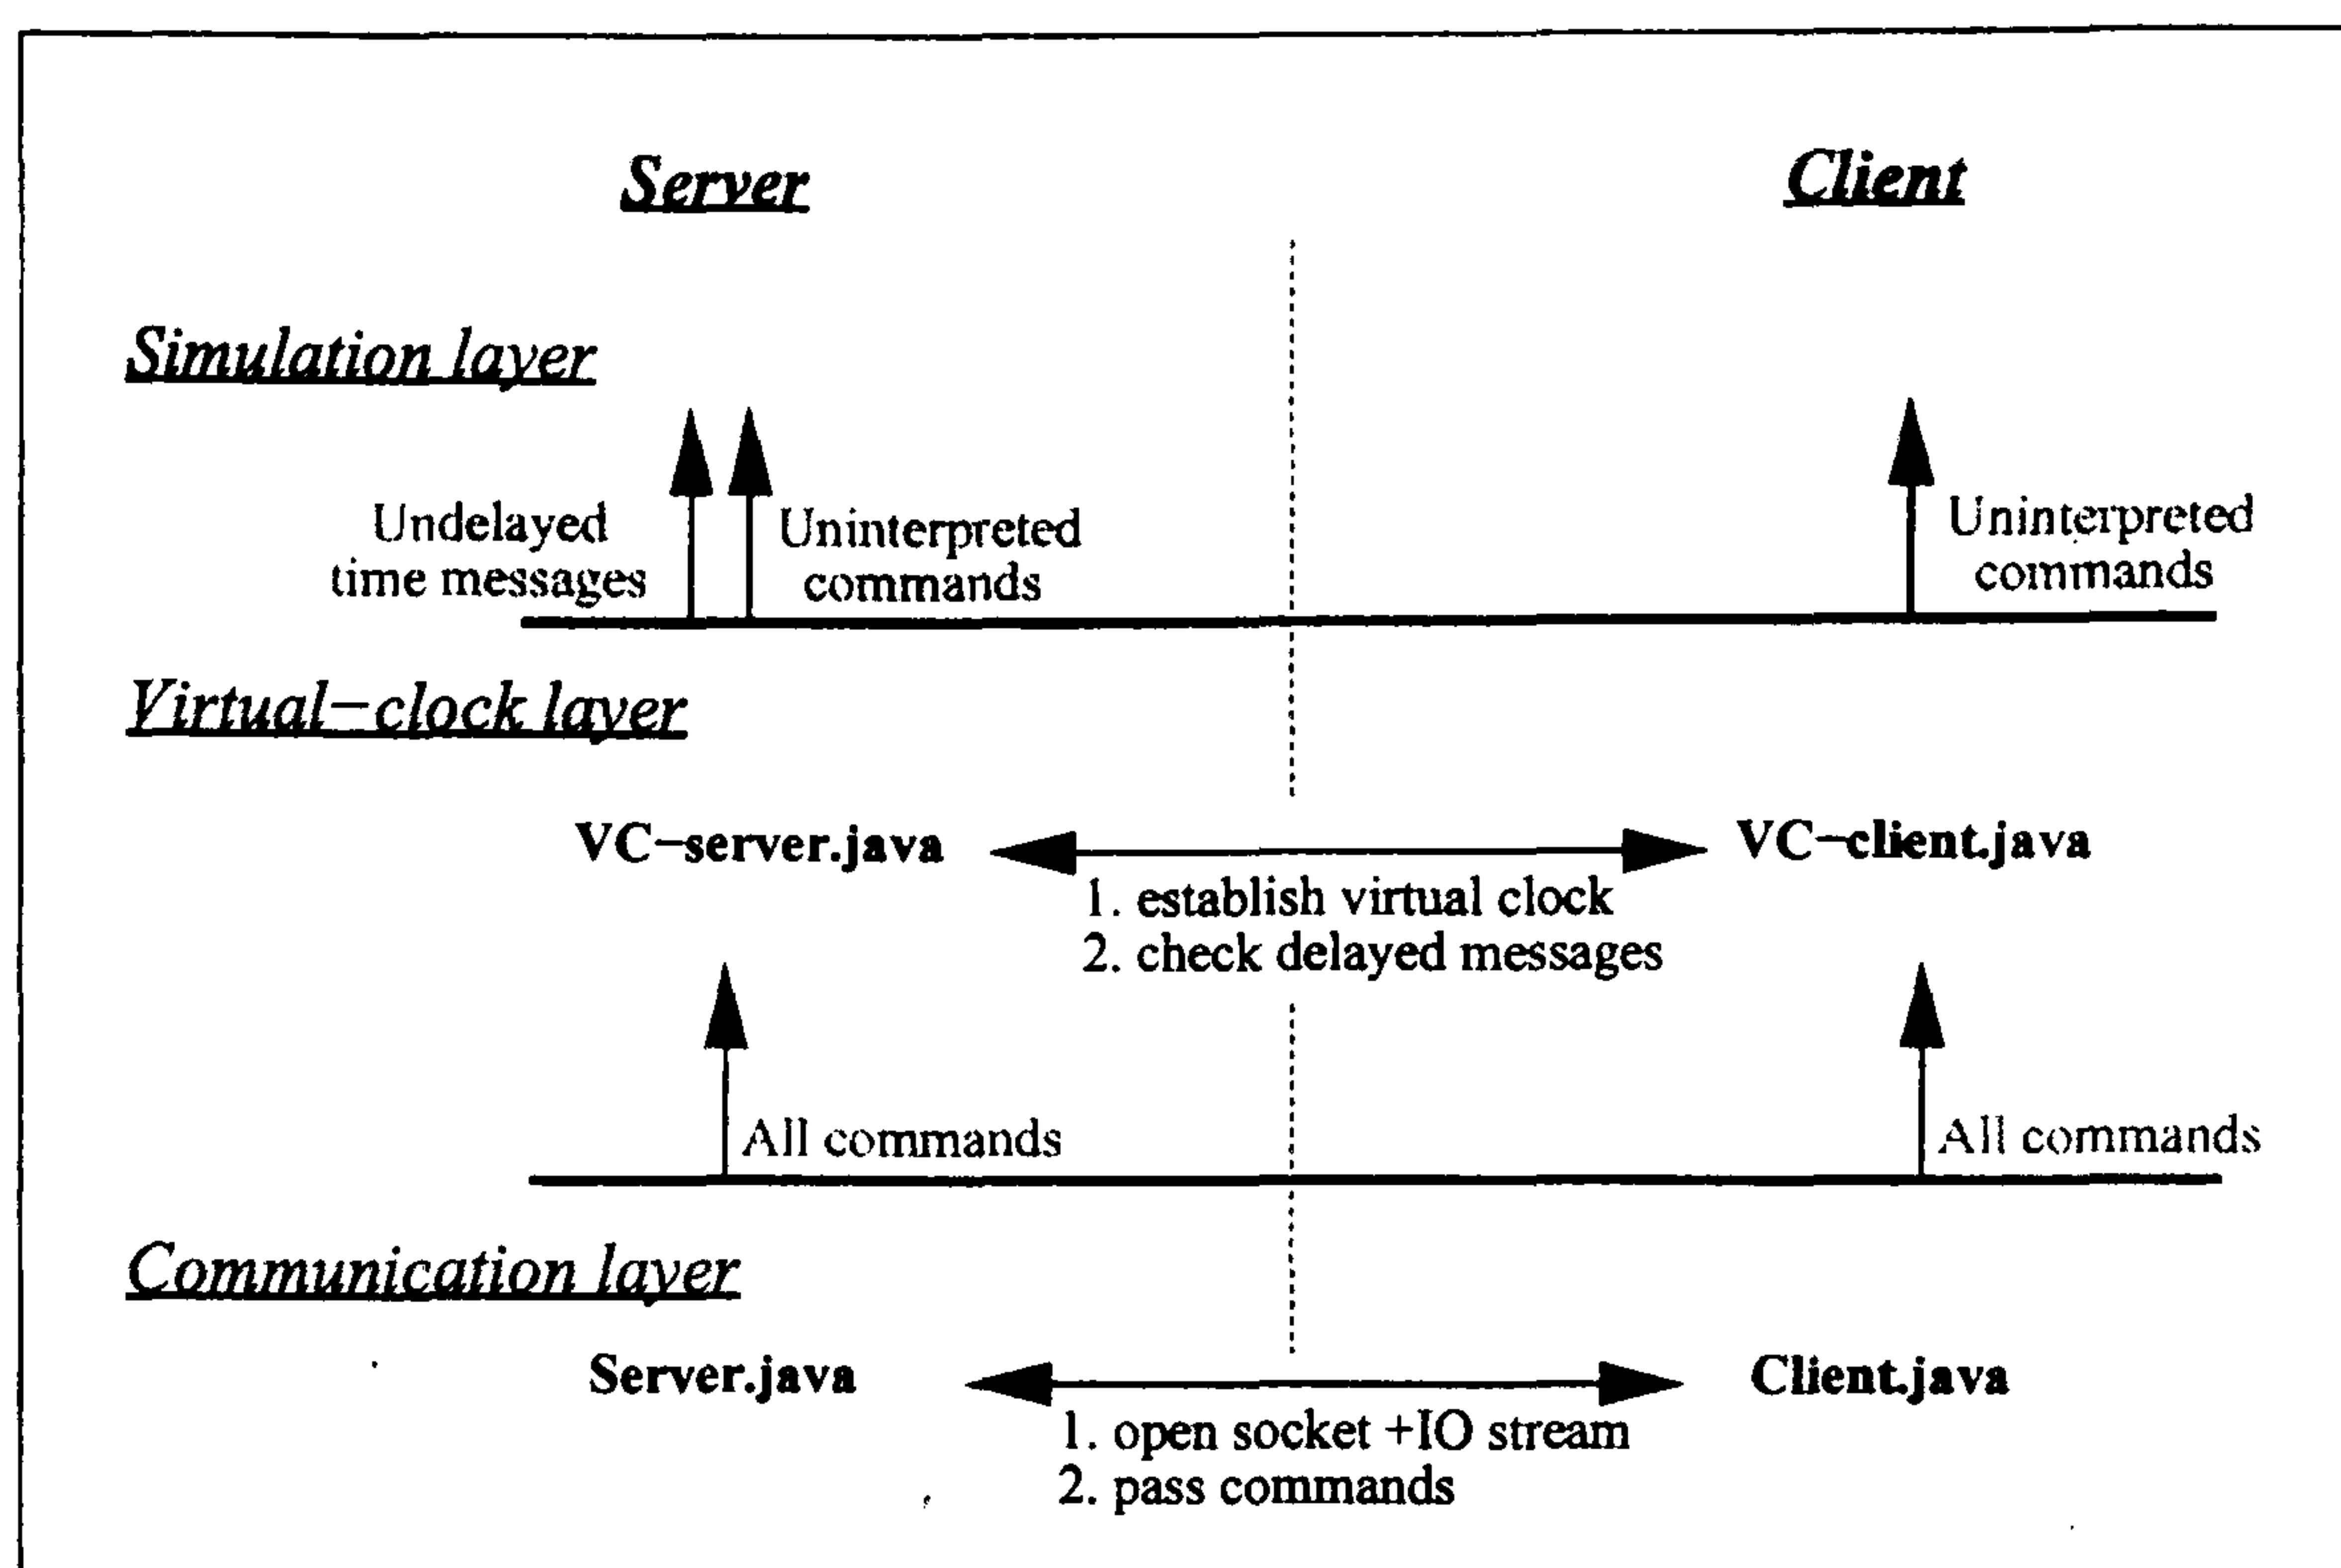 Server
Client
Simulation layer
Undelayed
time messages
Uninterpreted
commands
Uninterpreted
commands
Virtual−clock layer
VC−server.java
VC−client.java
1. establish virtual clock
2. check delayed messages
All commands
All commands
Communication layer
Server.java
Client.java
1. open socket +IO stream
2. pass commands